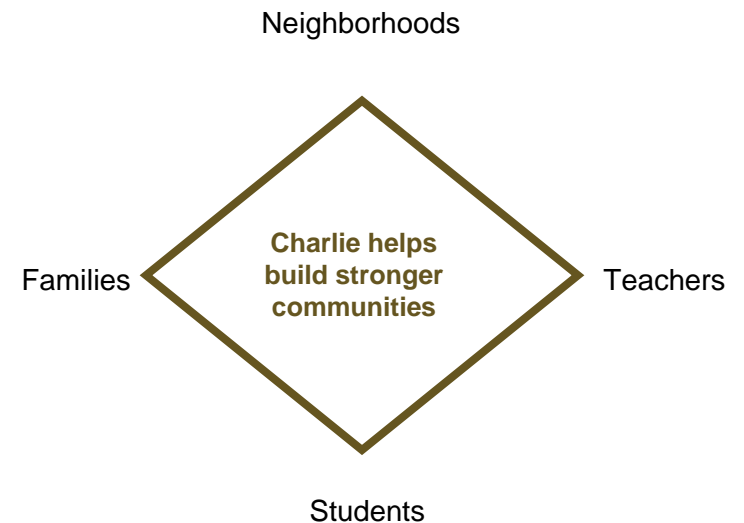 Neighborhoods
Charlie helps
build stronger
communities
Families
Teachers
Students